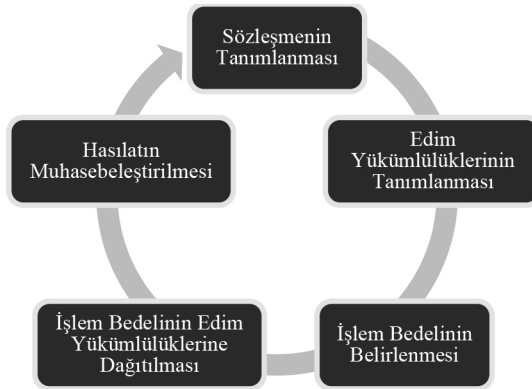 Sözleşmenin
Tanımlanması
Edim
Yükümlülüklerinin
Tanımlanması
İşlem Bedelinin
Belirlenmesi
İşlem Bedelinin Edim
Yükümlülüklerine
Dağıtılması
Hasılatın
Muhasebeleştirilmesi